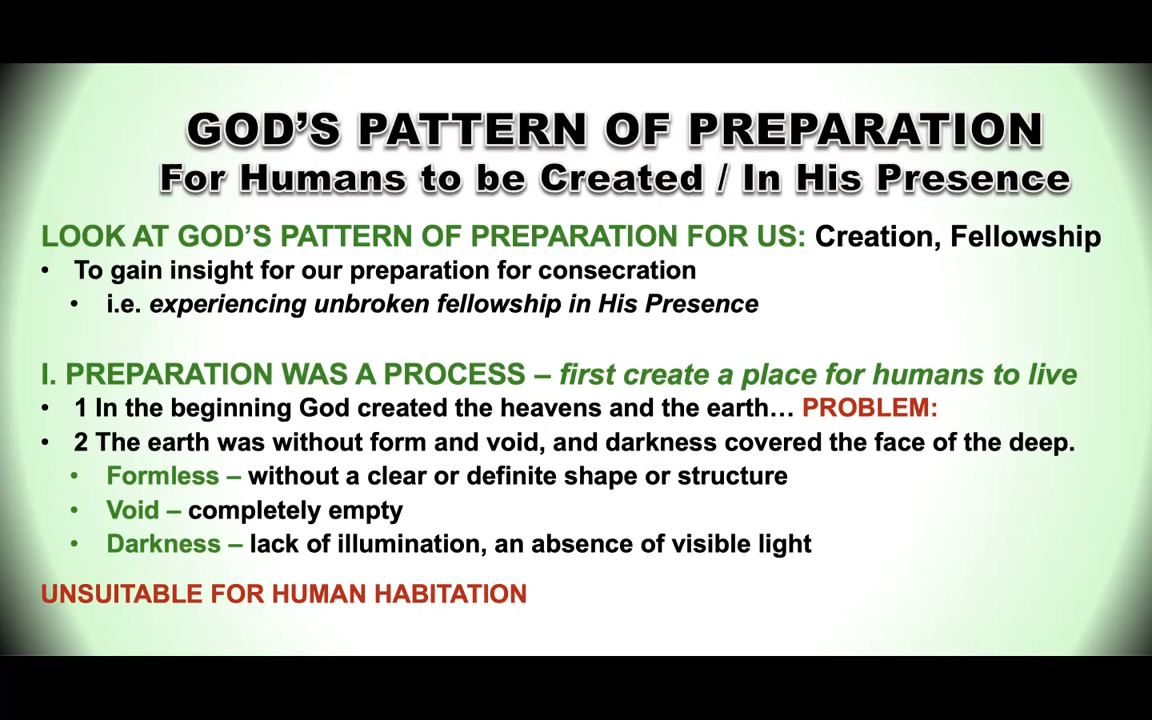 GOD’S PATTERN OF PREPARATION
For Humans to be Created / In His Presence
LOOK AT GOD’S PATTERN OF PREPARATION FOR US: Creation, Fellowship
• To gain insight for our preparation for consecration
• i.e. experiencing unbroken fellowship in His Presence
I. PREPARATION WAS A PROCESS – first create a place for humans to live
• 1 In the beginning God created the heavens and the earth… PROBLEM:
• 2 The earth was without form and void, and darkness covered the face of the deep.
• Formless – without a clear or definite shape or structure
• Void – completely empty
• Darkness – lack of illumination, an absence of visible light
UNSUITABLE FOR HUMAN HABITATION